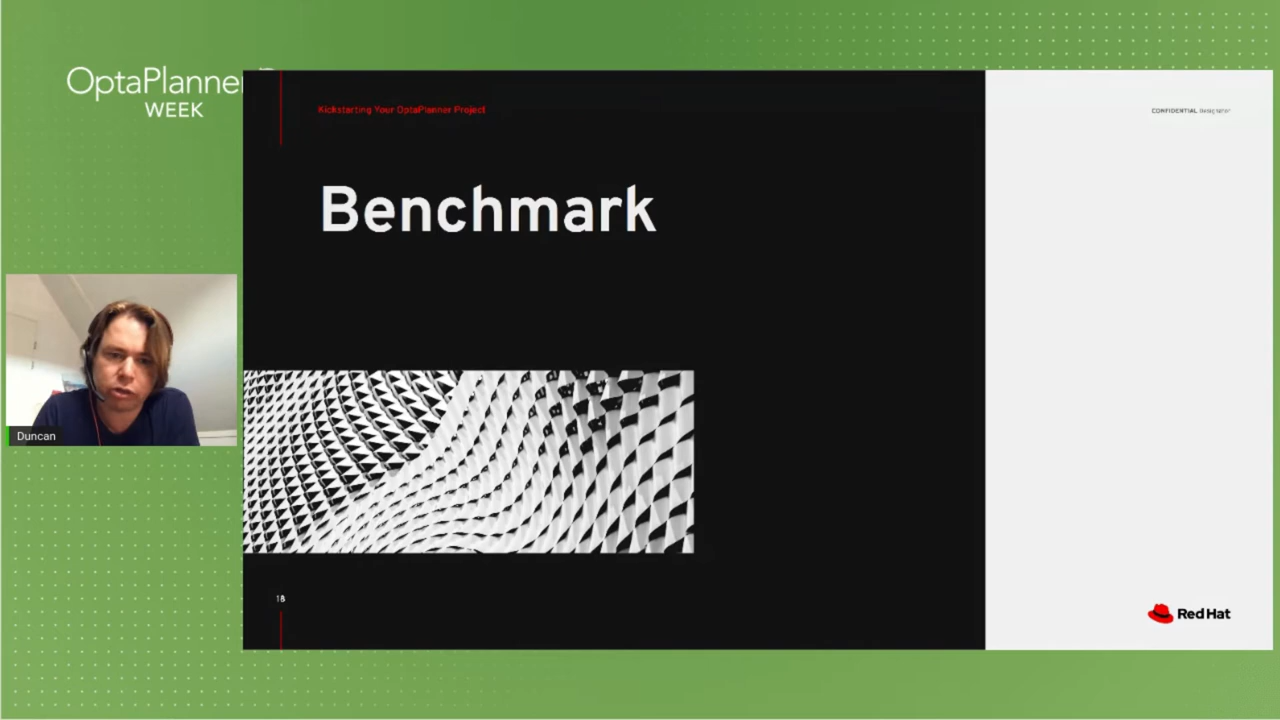 OptaPlanner
WEEK
Kickstarting Your OptaPlanner Project
CONFIDENTIAL
Benchmark
Duncan
18
Red Hat